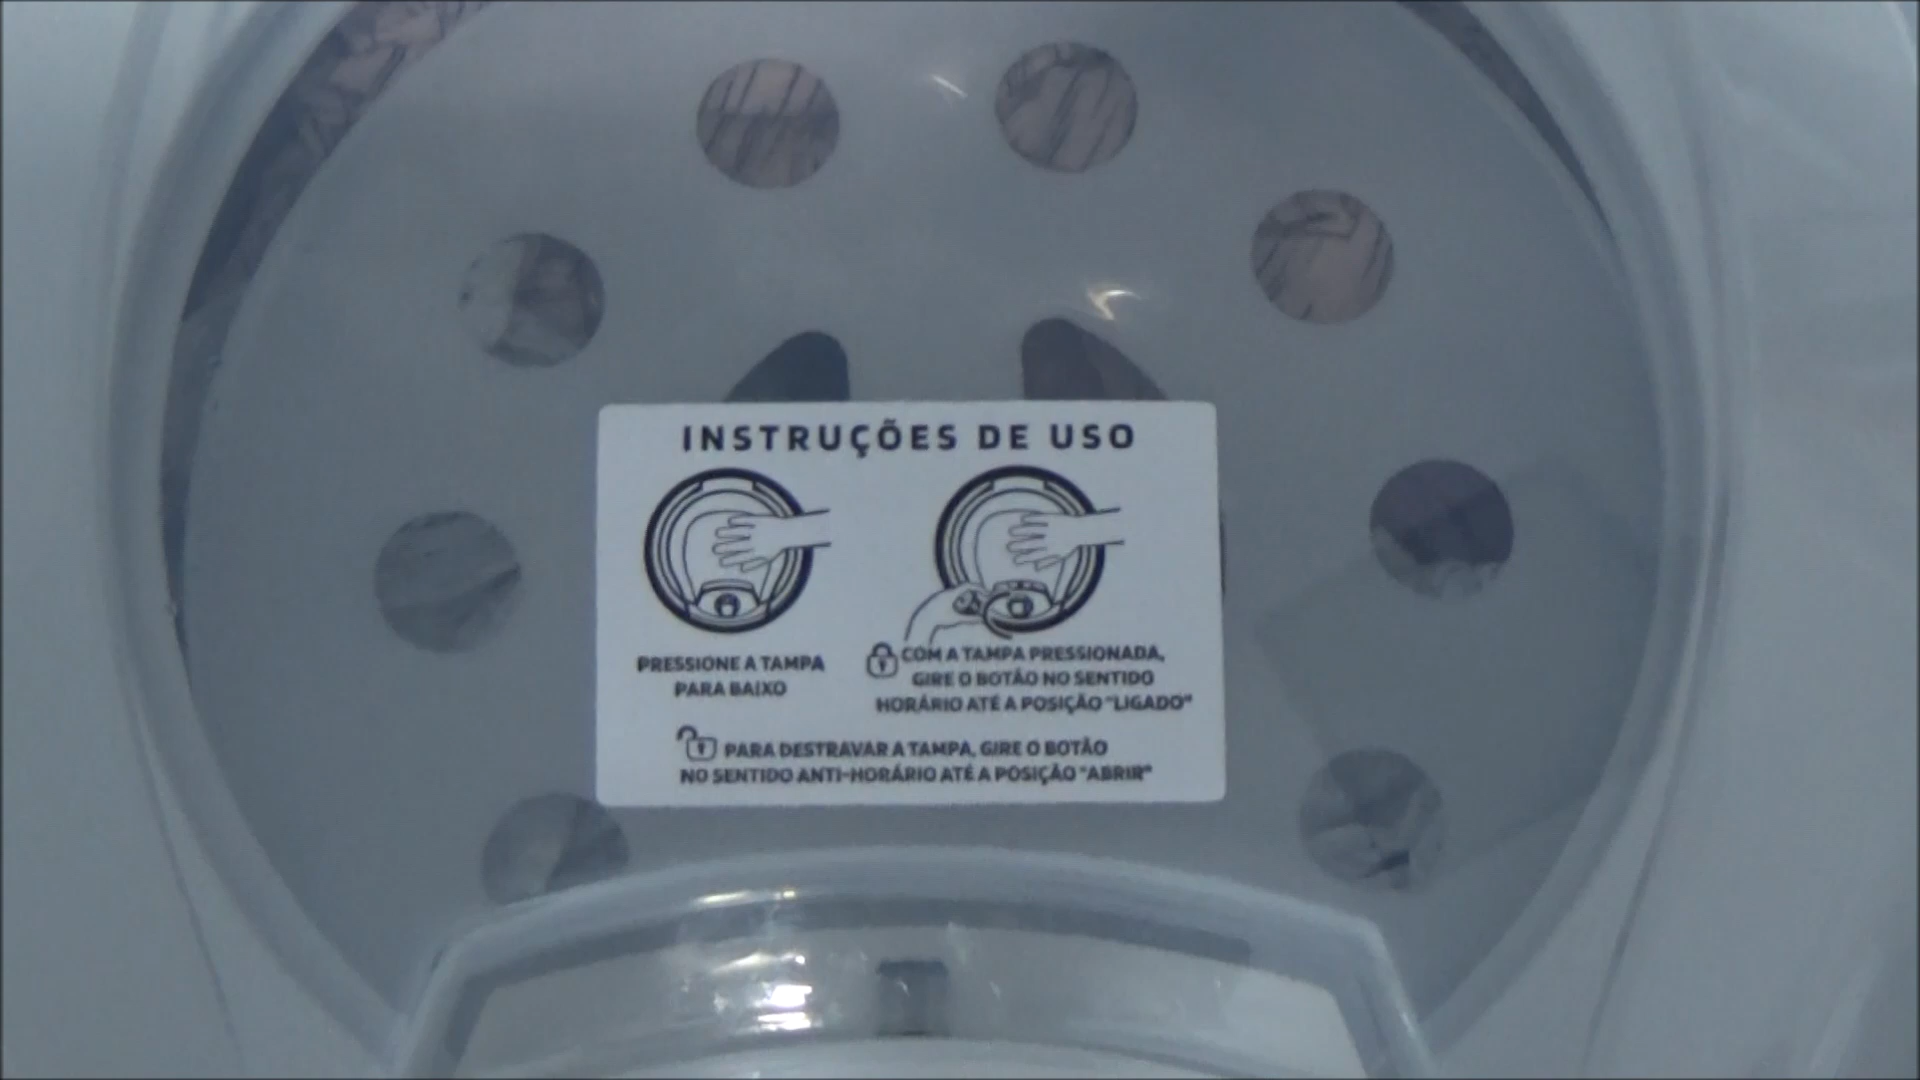 INSTRUÇÕES DE USO
PRESSIONE A TAMPA
PARA BAIXO
COM A TAMPA PRESSIONADA,
GIRE O BOTÃO NO SENTIDO
HORÁRIO ATÉ A POSIÇÃO "LIGADO"
PARA DESTRAVAR A TAMPA, GIRE O BOTÃO
NO SENTIDO ANTI-HORÁRIO ATÉ A POSIÇÃO "ABRIR"